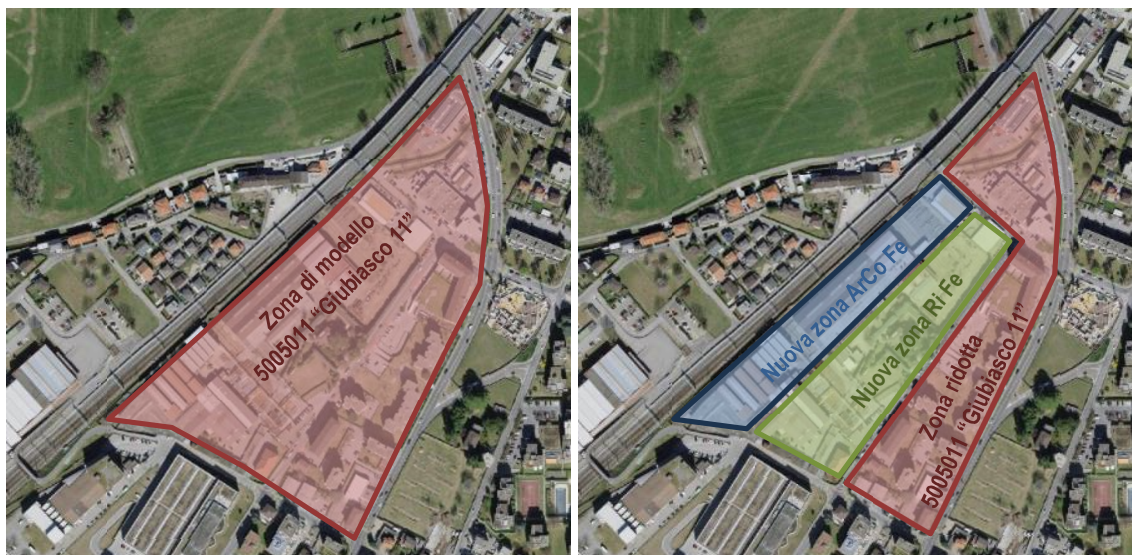 Zona di modello
5005011 “Giubiasco 11”
Nuova zona ArCo Fe
Nuova zona Ri Fe
Zona ridotta
5005011 “Giubiasco 11”